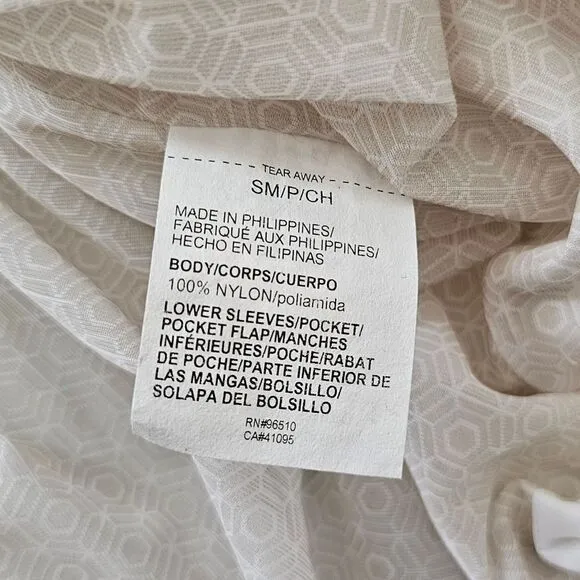 TEAR AWAY
SM/P/CH
MADE IN PHILIPPINES/
FABRIQUÉ AUX PHILIPPINES/
HECHO EN FILIPINAS
BODY/CORPS/CUERPO
100% NYLON/poliamida
LOWER SLEEVES/POCKET/
POCKET FLAP/MANCHES
INFÉRIEURES/POCHE/RABAT
DE POCHE/PARTE INFERIOR DE
LAS MANGAS/BOLSILLO/
SOLAPA DEL BOLSILLO
RN#96510
CA#41095